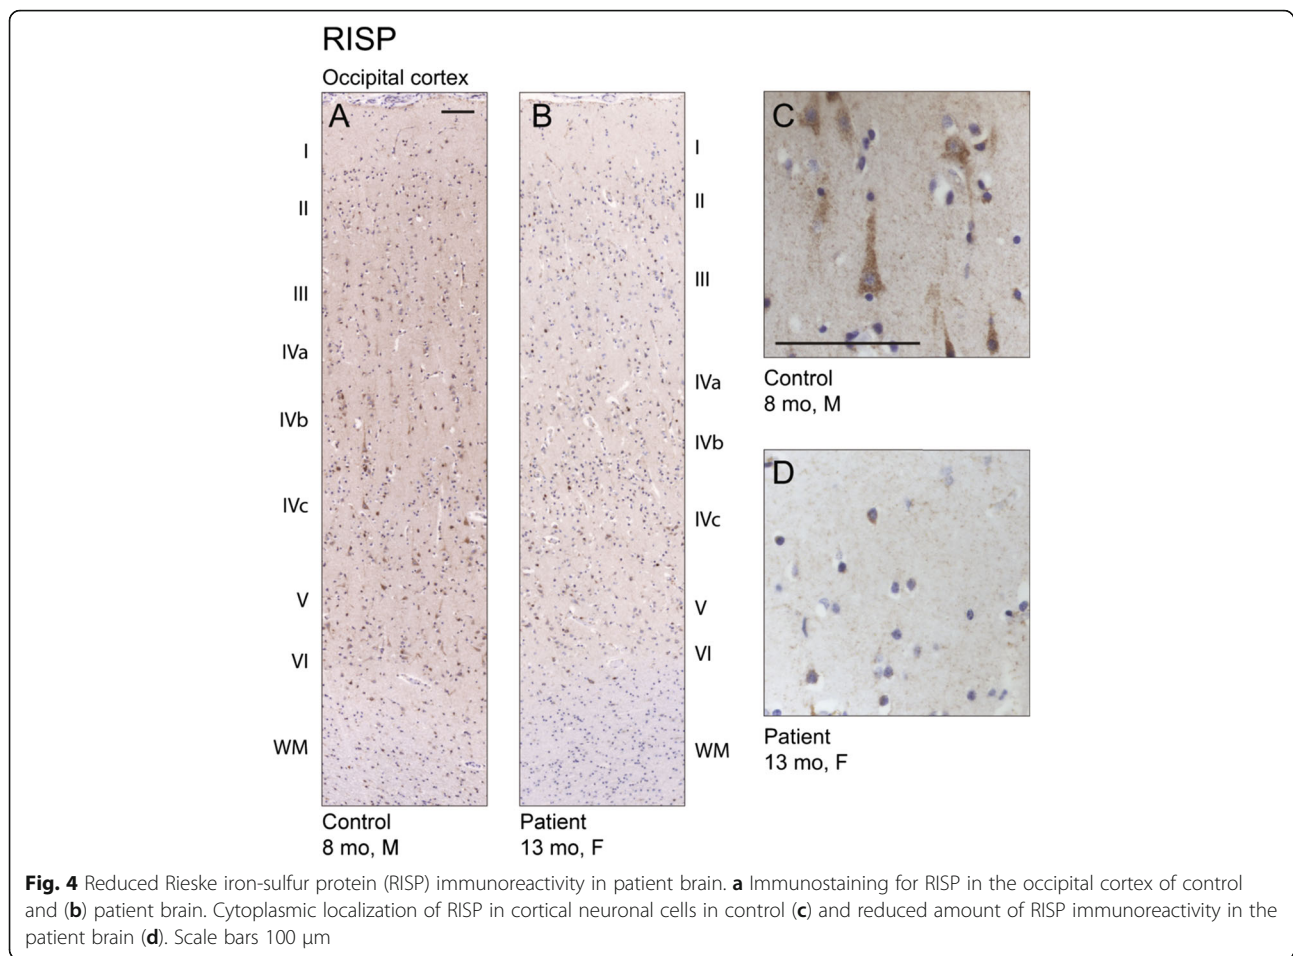 RISP
Occipital cortex
A
B
C
I
II
III
IVa
IVb
IVc
V
VI
WM
I
II
III
IVa
IVb
IVc
V
VI
WM
Control
8 mo, M
D
Control
8 mo, M
Patient
13 mo, F
Patient
13 mo, F
Fig. 4 Reduced Rieske iron-sulfur protein (RISP) immunoreactivity in patient brain. a Immunostaining for RISP in the occipital cortex of control
and (b) patient brain. Cytoplasmic localization of RISP in cortical neuronal cells in control (c) and reduced amount of RISP immunoreactivity in the
patient brain (d). Scale bars 100 μm